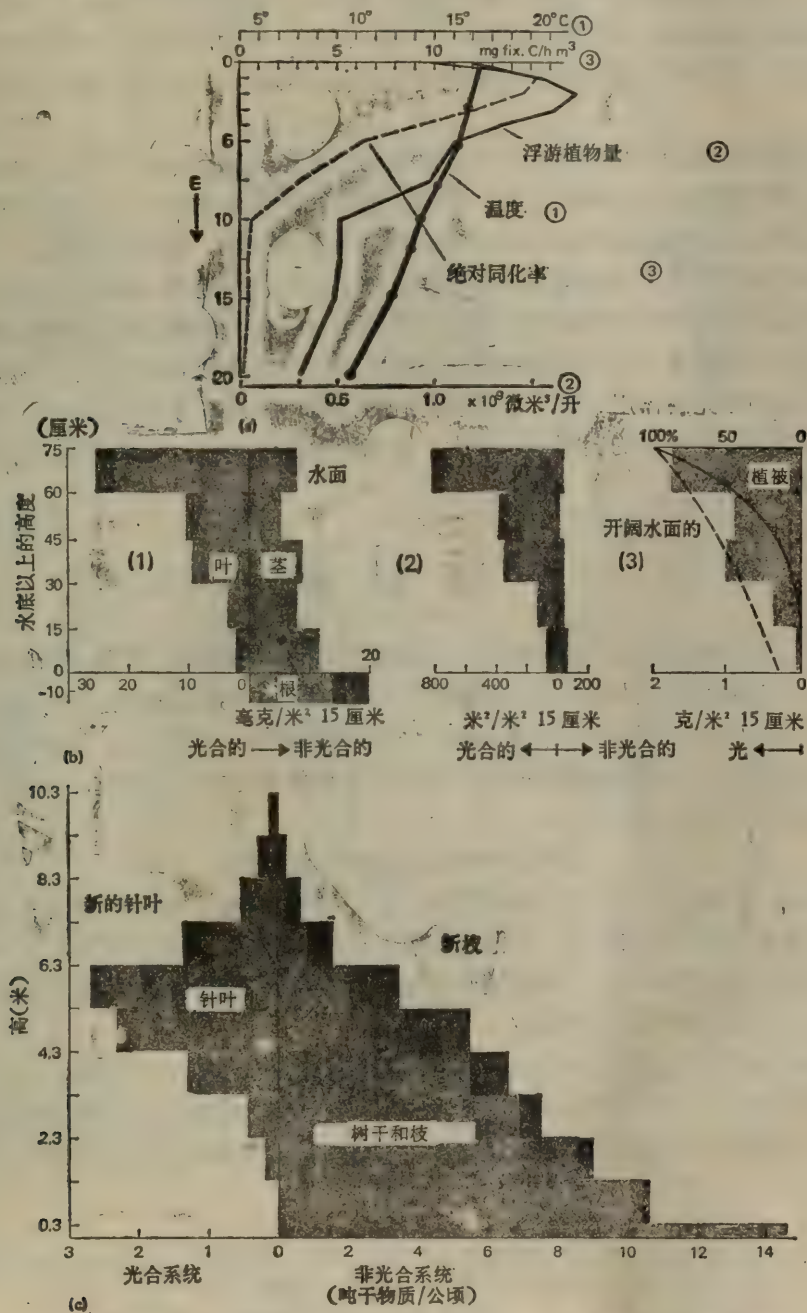 5° 10° 15° 20°C ①
0 5 10 mg fix. C/h m³ ③
0
6
浮游植物量 ②
m
温度 ①
10
绝对同化率 ③
15
20
0 0.5 1.0 ×10⁹微米³/升 ②
(a)
(厘米)
水底以上的高度
75
60
45
30
15
0
-10
水面
(1)
叶
茎
根
20
30 20 10 0
毫克/米² 15 厘米
光合的 → 非光合的
(2)
800 400 0 200
米²/米² 15 厘米
光合的 ←→ 非光合的
100% 50 0
植被
开阔水面的
(3)
2 1 0
克/米² 15 厘米
光 ←
(b)
高(米)
10.3
8.3
新的针叶
新枝
6.3
针叶
4.3
树干和枝
2.3
0.3
3 2 1 0 2 4 6 8 10 12 14
光合系统 非光合系统
(吨干物质/公顷)
(c)